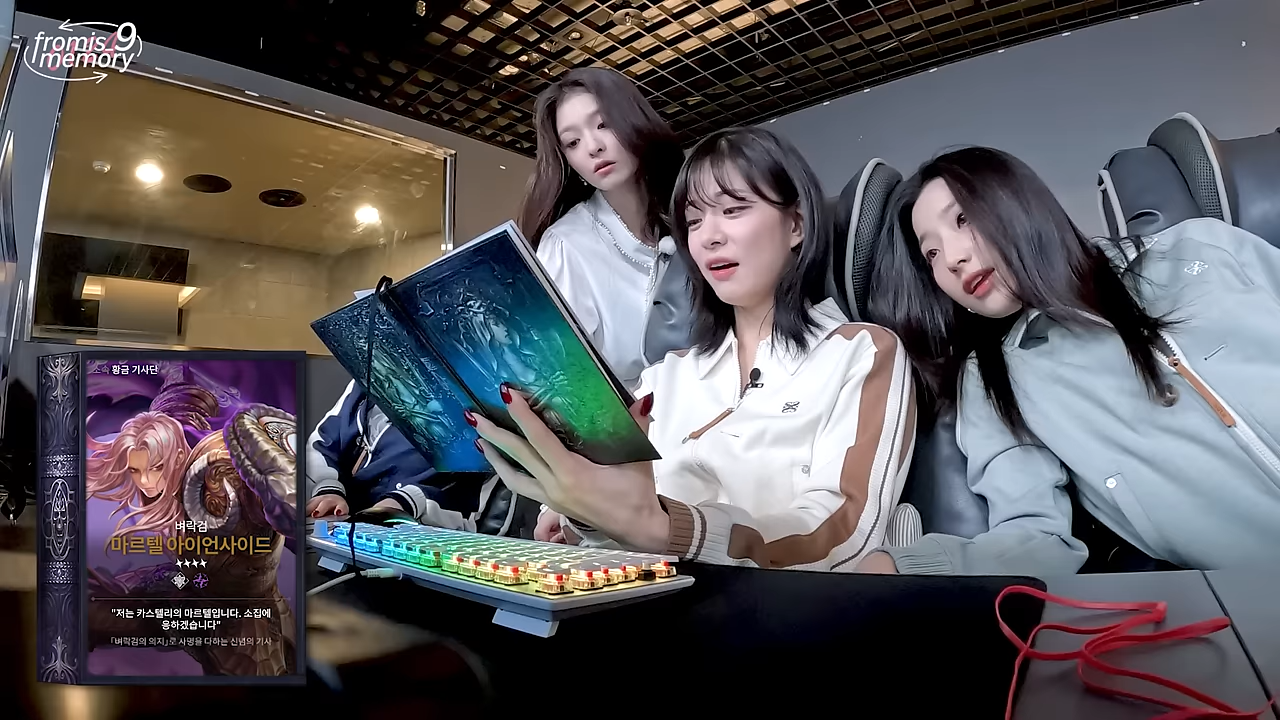 fromis_9
memory
소속 황금 기사단
벼락검
마르텔 아이언사이드
"저는 카스텔리의 마르텔입니다. 소집에
응하겠습니다"
「벼락검의 의지」로 사명을 다하는 신념의 기사